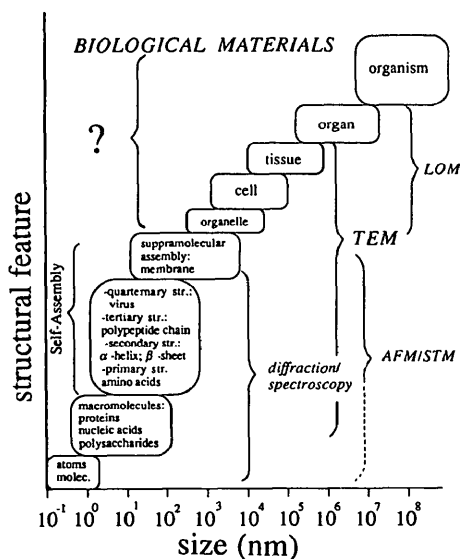 BIOLOGICAL MATERIALS
organism
?
organ
tissue
LOM
cell
organelle
TEM
suppramolecular
assembly:
membrane
structural feature
Self-Assembly
-quarternary str.:
virus
-tertiary str.:
polypeptide chain
-secondary str.:
α -helix; β -sheet
-primary str.
amino acids
diffraction/
spectroscopy
AFM/STM
macromolecules:
proteins
nucleic acids
polysaccharides
atoms
molec.
10-1 100 101 102 103 104 105 106 107 108
size (nm)